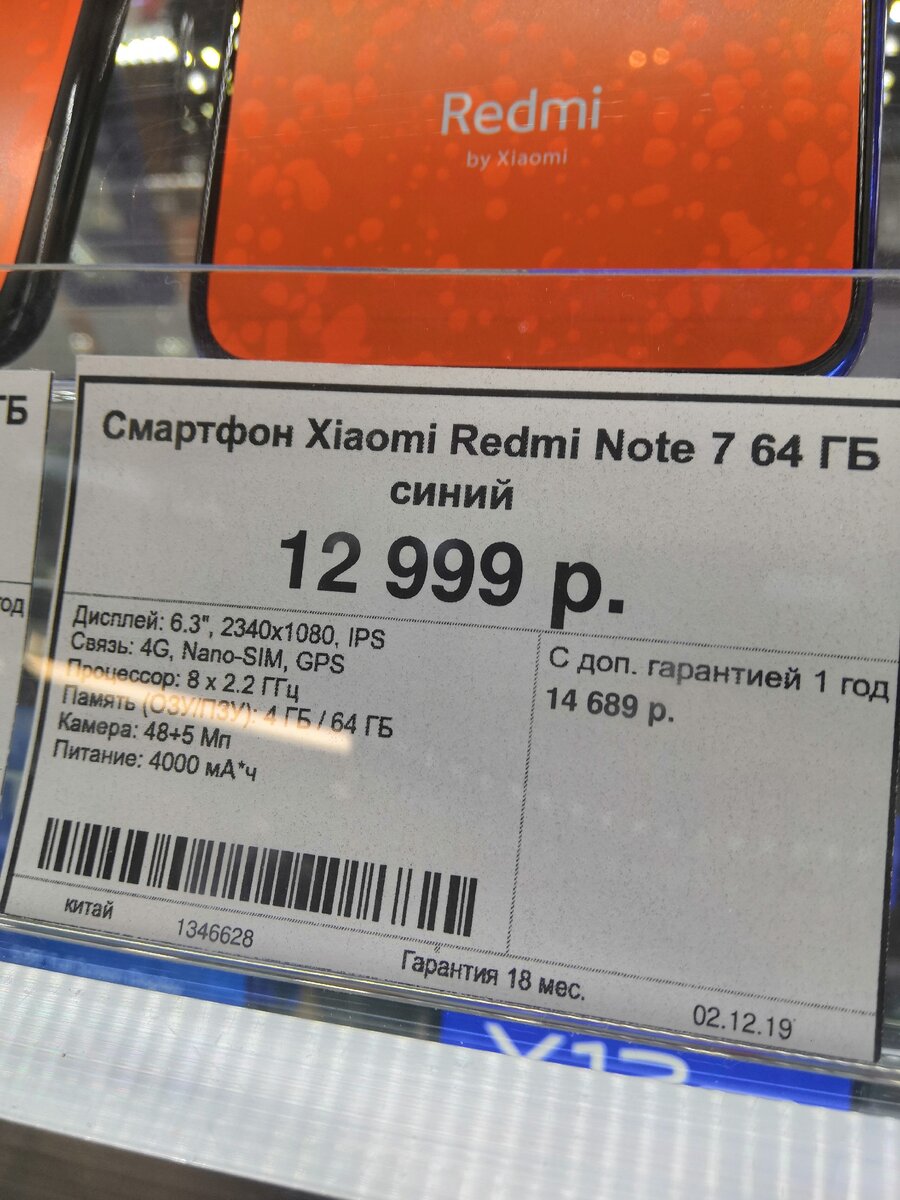 Redmi
by Xiaomi
ГБ
год
Смартфон Xiaomi Redmi Note 7 64 ГБ
синий
12 999 р.
Дисплей: 6.3", 2340x1080, IPS
Связь: 4G, Nano-SIM, GPS
Процессор: 8 x 2.2 ГГц
Память (ОЗУ/ПЗУ): 4 ГБ / 64 ГБ
Камера: 48+5 Мп
Питание: 4000 мА*ч
С доп. гарантией 1 год
14 689 р.
китай
1346628
Гарантия 18 мес.
02.12.19